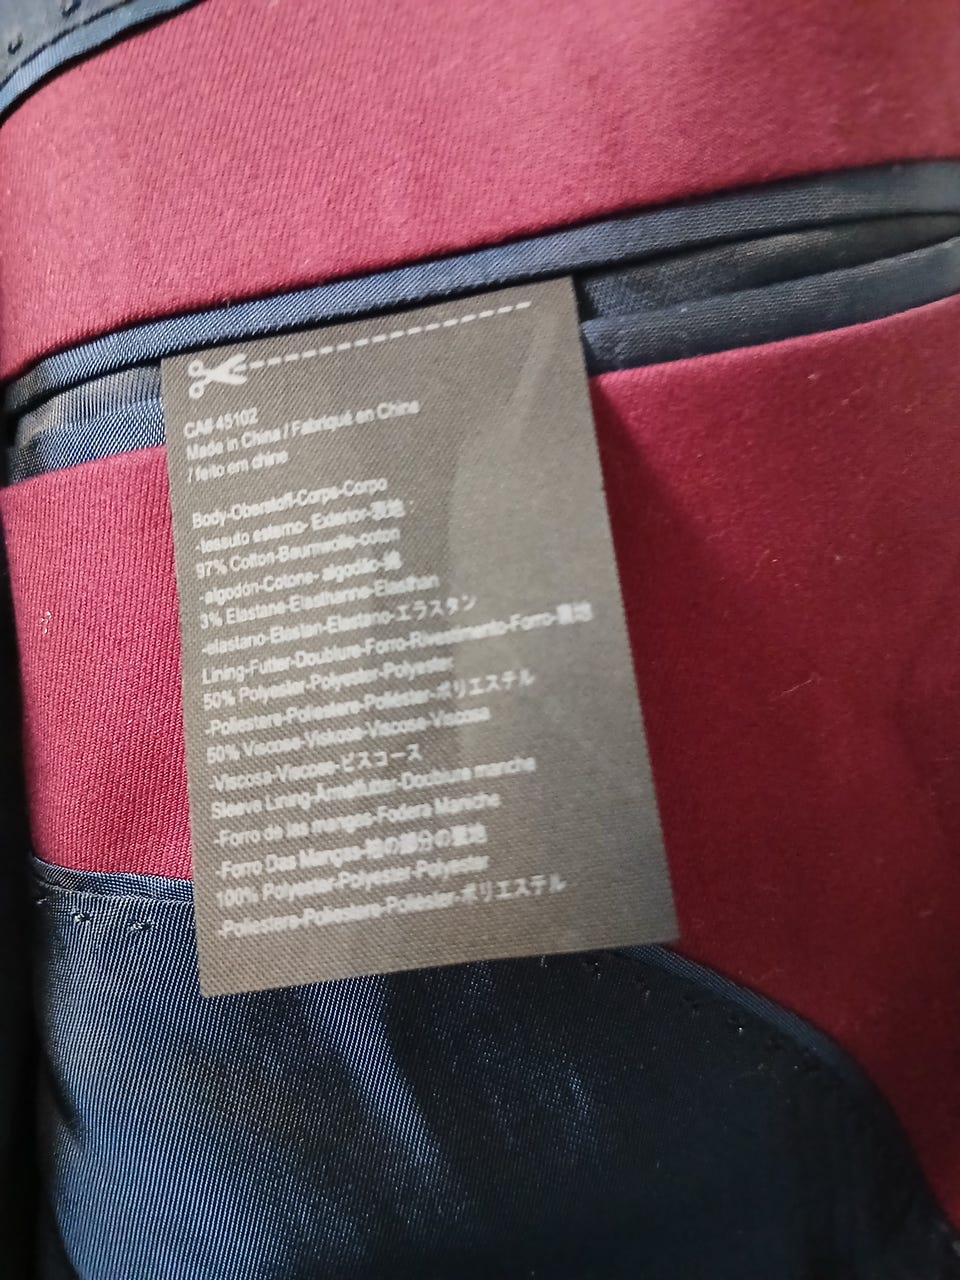 CA# 45102
Made in China / Fabriqué en Chine
/ feito em china
Body-Oberstoff-Corps-Corpo
-tessuto esterno- Exterior-表地
97% Cotton-Baumwolle-coton
-algodón-Cotone- algodão-綿
3% Elastane-Elasthanne-Elasthan
-elastano-Elastan-Elastano-エラスタン
Lining-Futter-Doublure-Forro-Rivestimento-Forro-裏地
50% Polyester-Polyester-Polyester
-Poliestere-Poliestere-Poliéster-ポリエステル
50% Viscose-Viskose-Viscose-Viscosa
-Viscosa-Viscose-ビスコース
Sleeve Lining-Armelfutter-Doublure manche
-Forro de las mangas-Fodera Maniche
-Forro Das Mangas-袖の部分の裏地
100% Polyester-Polyester-Polyester
-Poliestere-Poliestere-Poliéster-ポリエステル